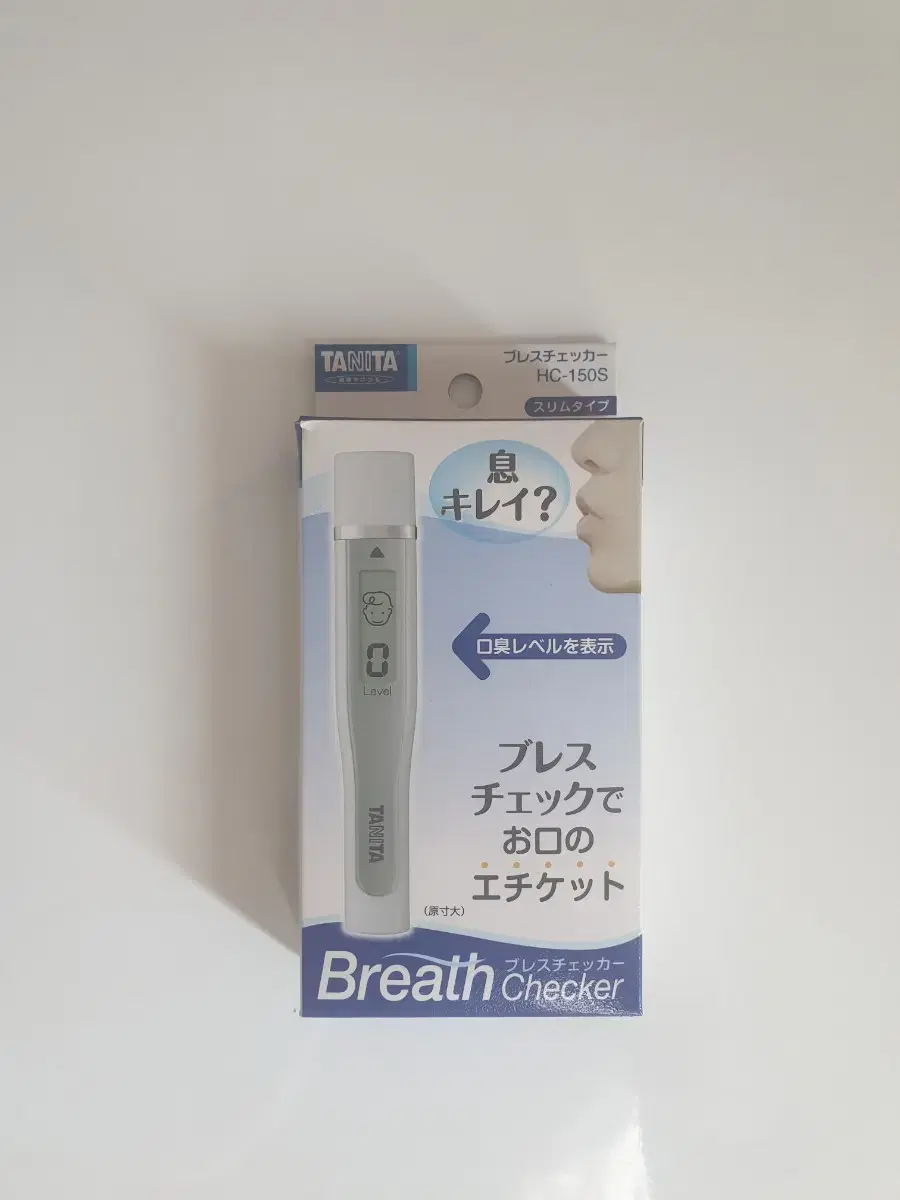 TANITA
ブレスチェッカー
HC-150S
スリムタイプ
息
キレイ?
0
Level
口臭レベルを表示
TANITA
ブレス
チェックで
お口の
エチケット
(原寸大)
Breath
ブレスチェッカー
Checker